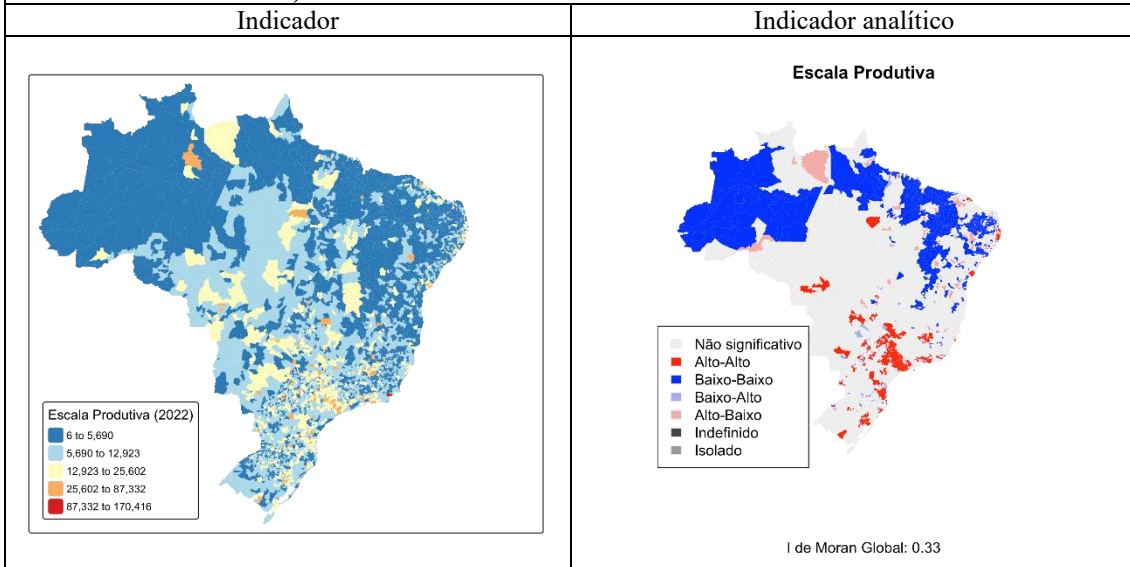 Indicador
Indicador analítico
Escala Produtiva (2022)
6 to 5,690
5,690 to 12,923
12,923 to 25,602
25,602 to 87,332
87,332 to 170,416
Escala Produtiva
Não significativo
Alto-Alto
Baixo-Baixo
Baixo-Alto
Alto-Baixo
Indefinido
Isolado
I de Moran Global: 0.33